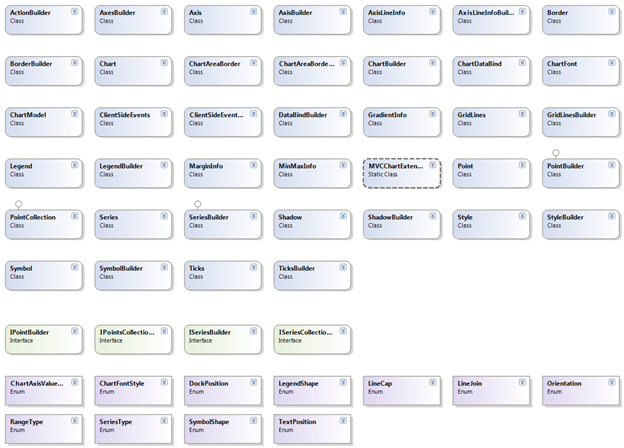 ActionBuilder AxesBuilder Axis AxisBuilder AxisLineInfo AxisLineInfoBuil... Border
Class Class Class Class Class Class Class
BorderBuilder Chart ChartAreaBorder ChartAreaBorde... ChartBuilder ChartDataBind ChartFont
Class Class Class Class Class Class Class
ChartModel ClientSideEvents ClientSideEvent... DataBindBuilder GradientInfo GridLines GridLinesBuilder
Class Class Class Class Class Class Class
Legend LegendBuilder MarginInfo MinMaxInfo MVCChartExten... Point PointBuilder
Class Class Class Class Static Class Class Class
PointCollection Series SeriesBuilder Shadow ShadowBuilder Style StyleBuilder
Class Class Class Class Class Class Class
Symbol SymbolBuilder Ticks TicksBuilder
Class Class Class Class
IPointBuilder IPointsCollectio... ISeriesBuilder ISeriesCollectio...
Interface Interface Interface Interface
ChartAxisValue... ChartFontStyle DockPosition LegendShape LineCap LineJoin Orientation
Enum Enum Enum Enum Enum Enum Enum
RangeType SeriesType SymbolShape TextPosition
Enum Enum Enum Enum